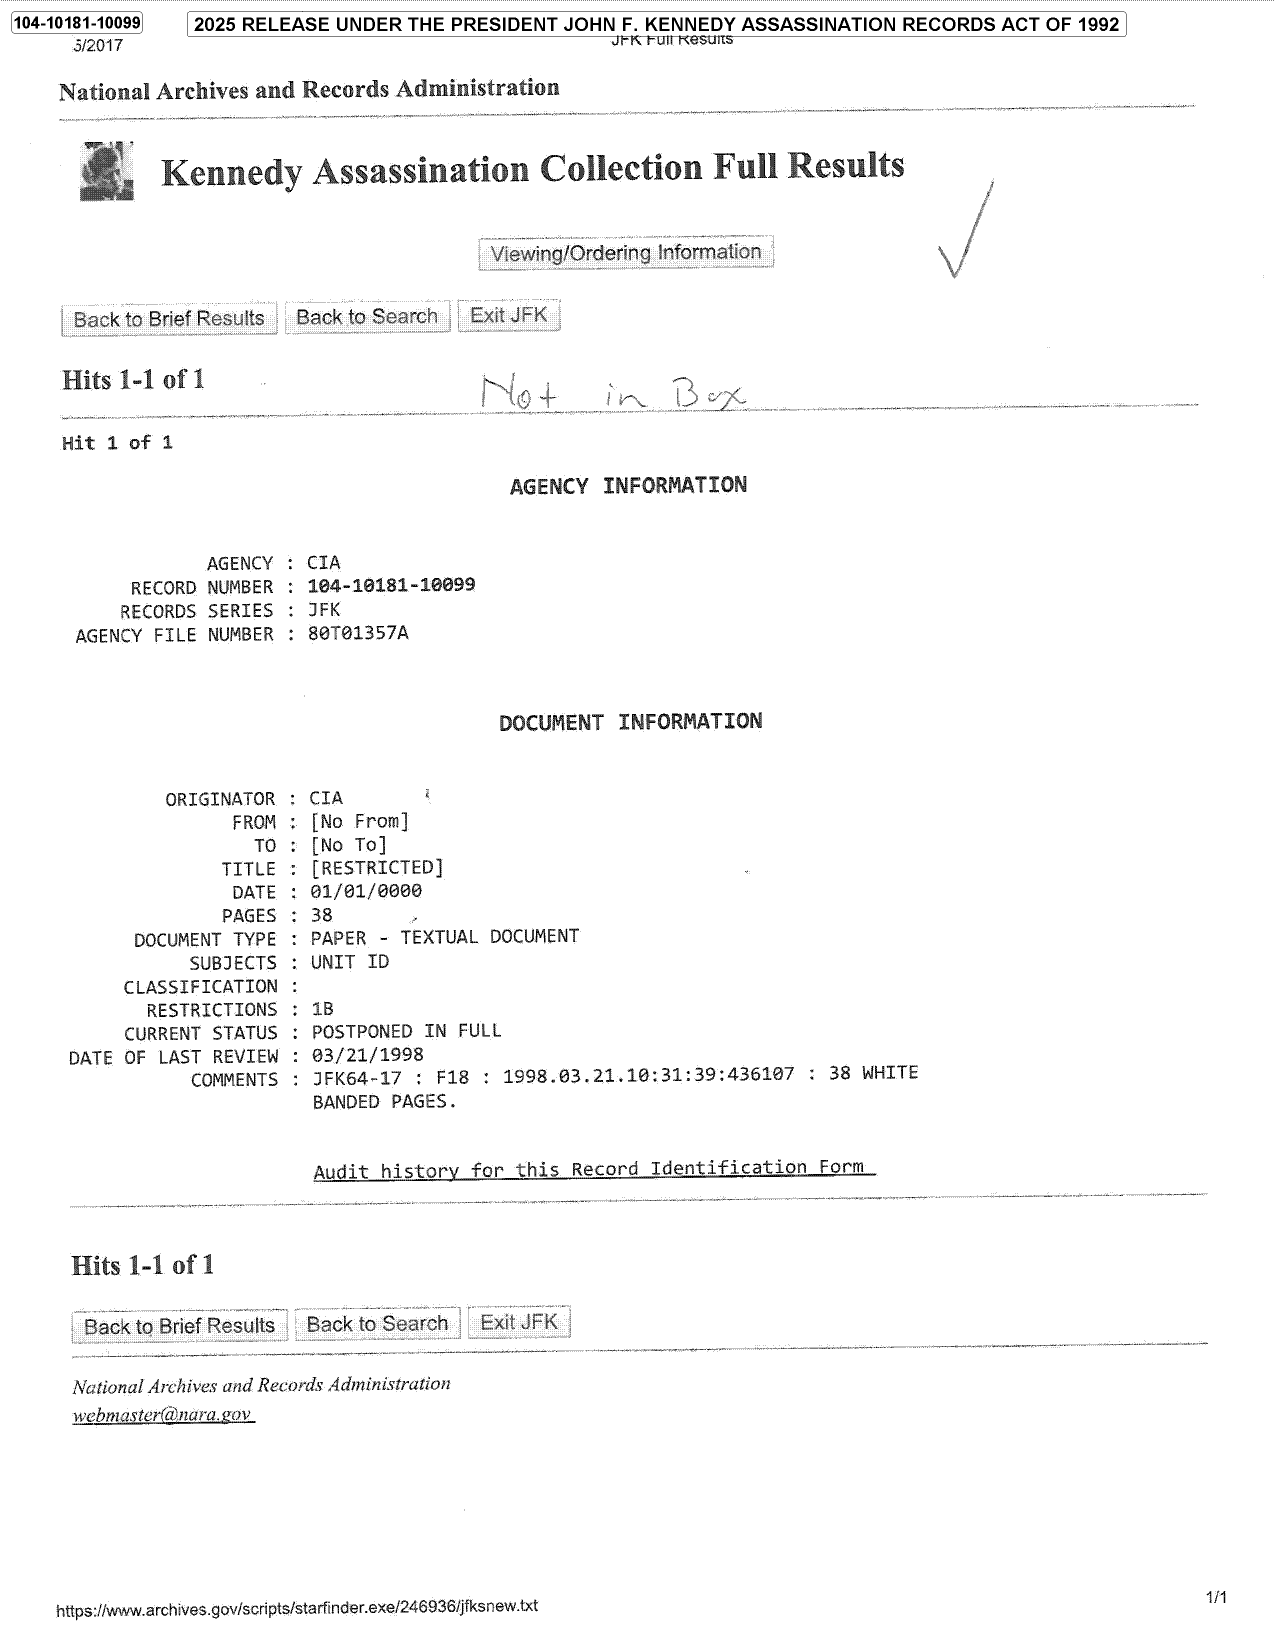 104-10181-10099
2025 RELEASE UNDER THE PRESIDENT JOHN F. KENNEDY ASSASSINATION RECORDS ACT OF 1992
5/2017
JFK Full Results
National Archives and Records Administration
Kennedy Assassination Collection Full Results
Viewing/Ordering Information
Back to Brief Results Back to Search Exit JFK
Hits 1-1 of 1
Not in Box
Hit 1 of 1
AGENCY INFORMATION
AGENCY : CIA
RECORD NUMBER : 104-10181-10099
RECORDS SERIES : JFK
AGENCY FILE NUMBER : 80T01357A
DOCUMENT INFORMATION
ORIGINATOR : CIA
FROM : [No From]
TO : [No To]
TITLE : [RESTRICTED]
DATE : 01/01/0000
PAGES : 38
DOCUMENT TYPE : PAPER - TEXTUAL DOCUMENT
SUBJECTS : UNIT ID
CLASSIFICATION :
RESTRICTIONS : 1B
CURRENT STATUS : POSTPONED IN FULL
DATE OF LAST REVIEW : 03/21/1998
COMMENTS : JFK64-17 : F18 : 1998.03.21.10:31:39:436107 : 38 WHITE
BANDED PAGES.
Audit history for this Record Identification Form
Hits 1-1 of 1
Back to Brief Results Back to Search Exit JFK
National Archives and Records Administration
webmaster@nara.gov
https://www.archives.gov/scripts/starfinder.exe/246936/jfksnew.txt
1/1